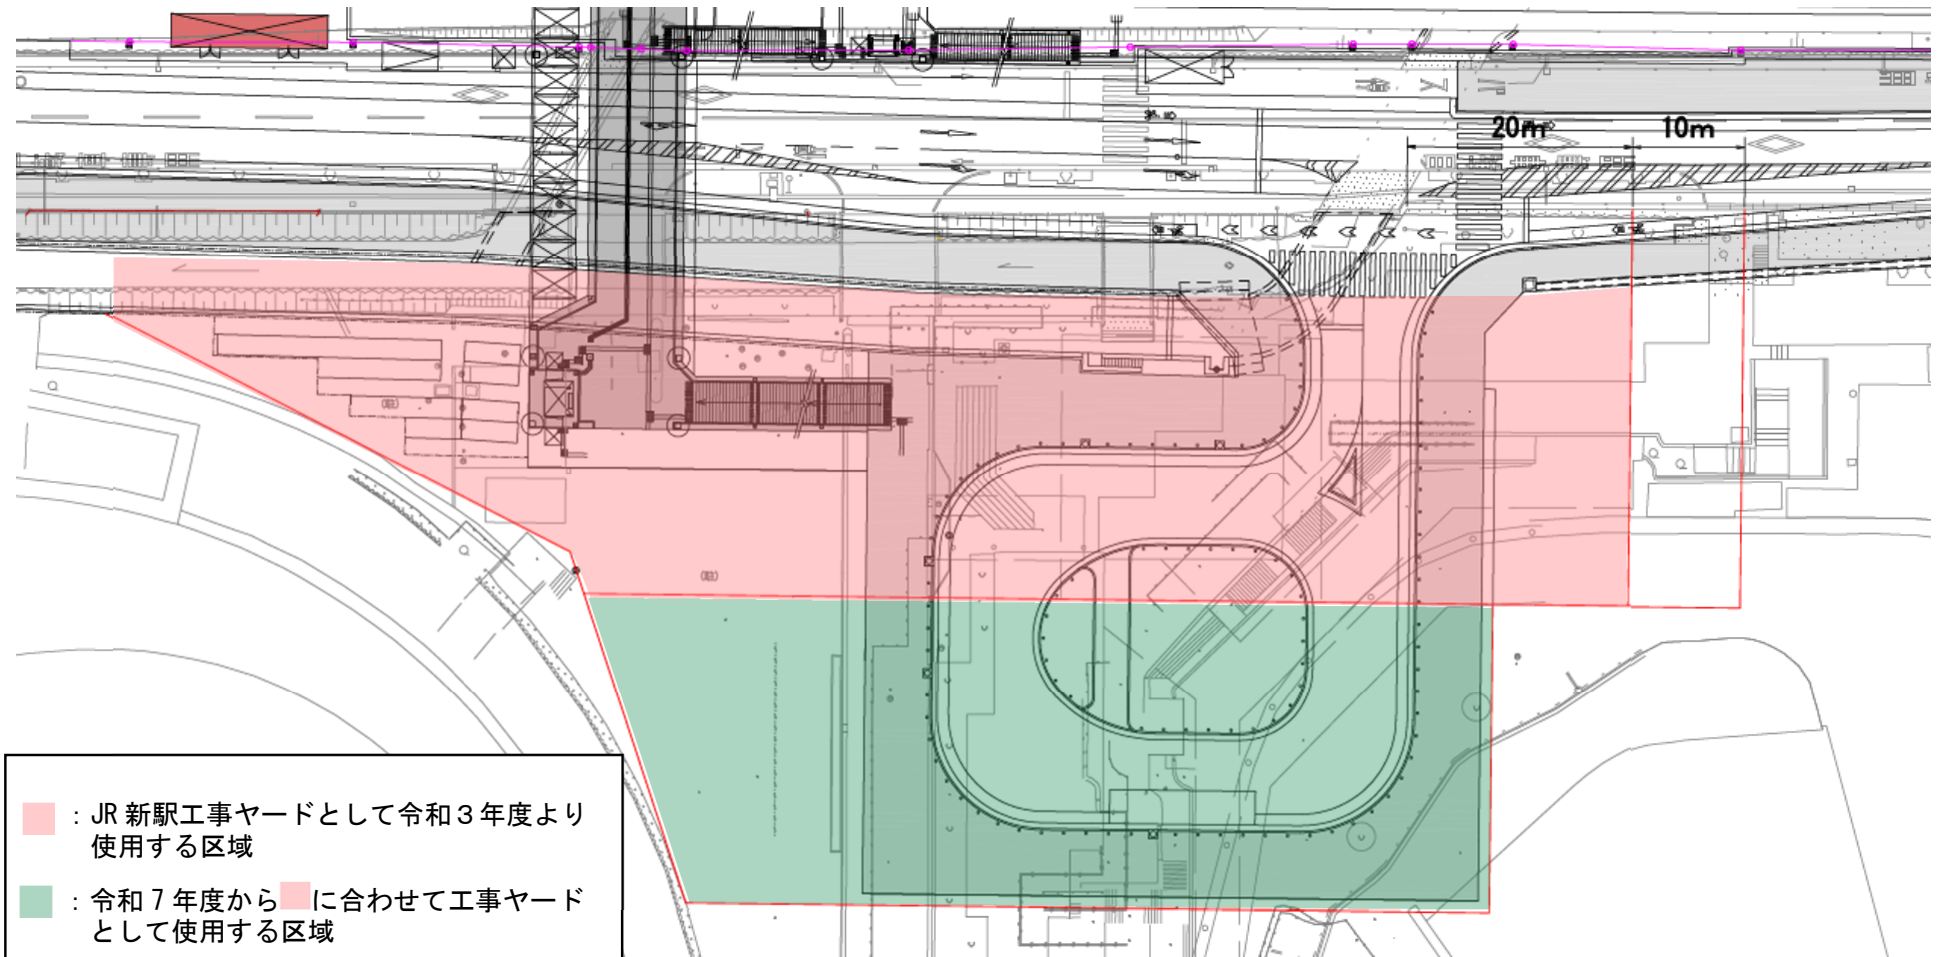 20m 10m
：JR新駅工事ヤードとして令和３年度より
使用する区域
：令和７年度から に合わせて工事ヤード
として使用する区域